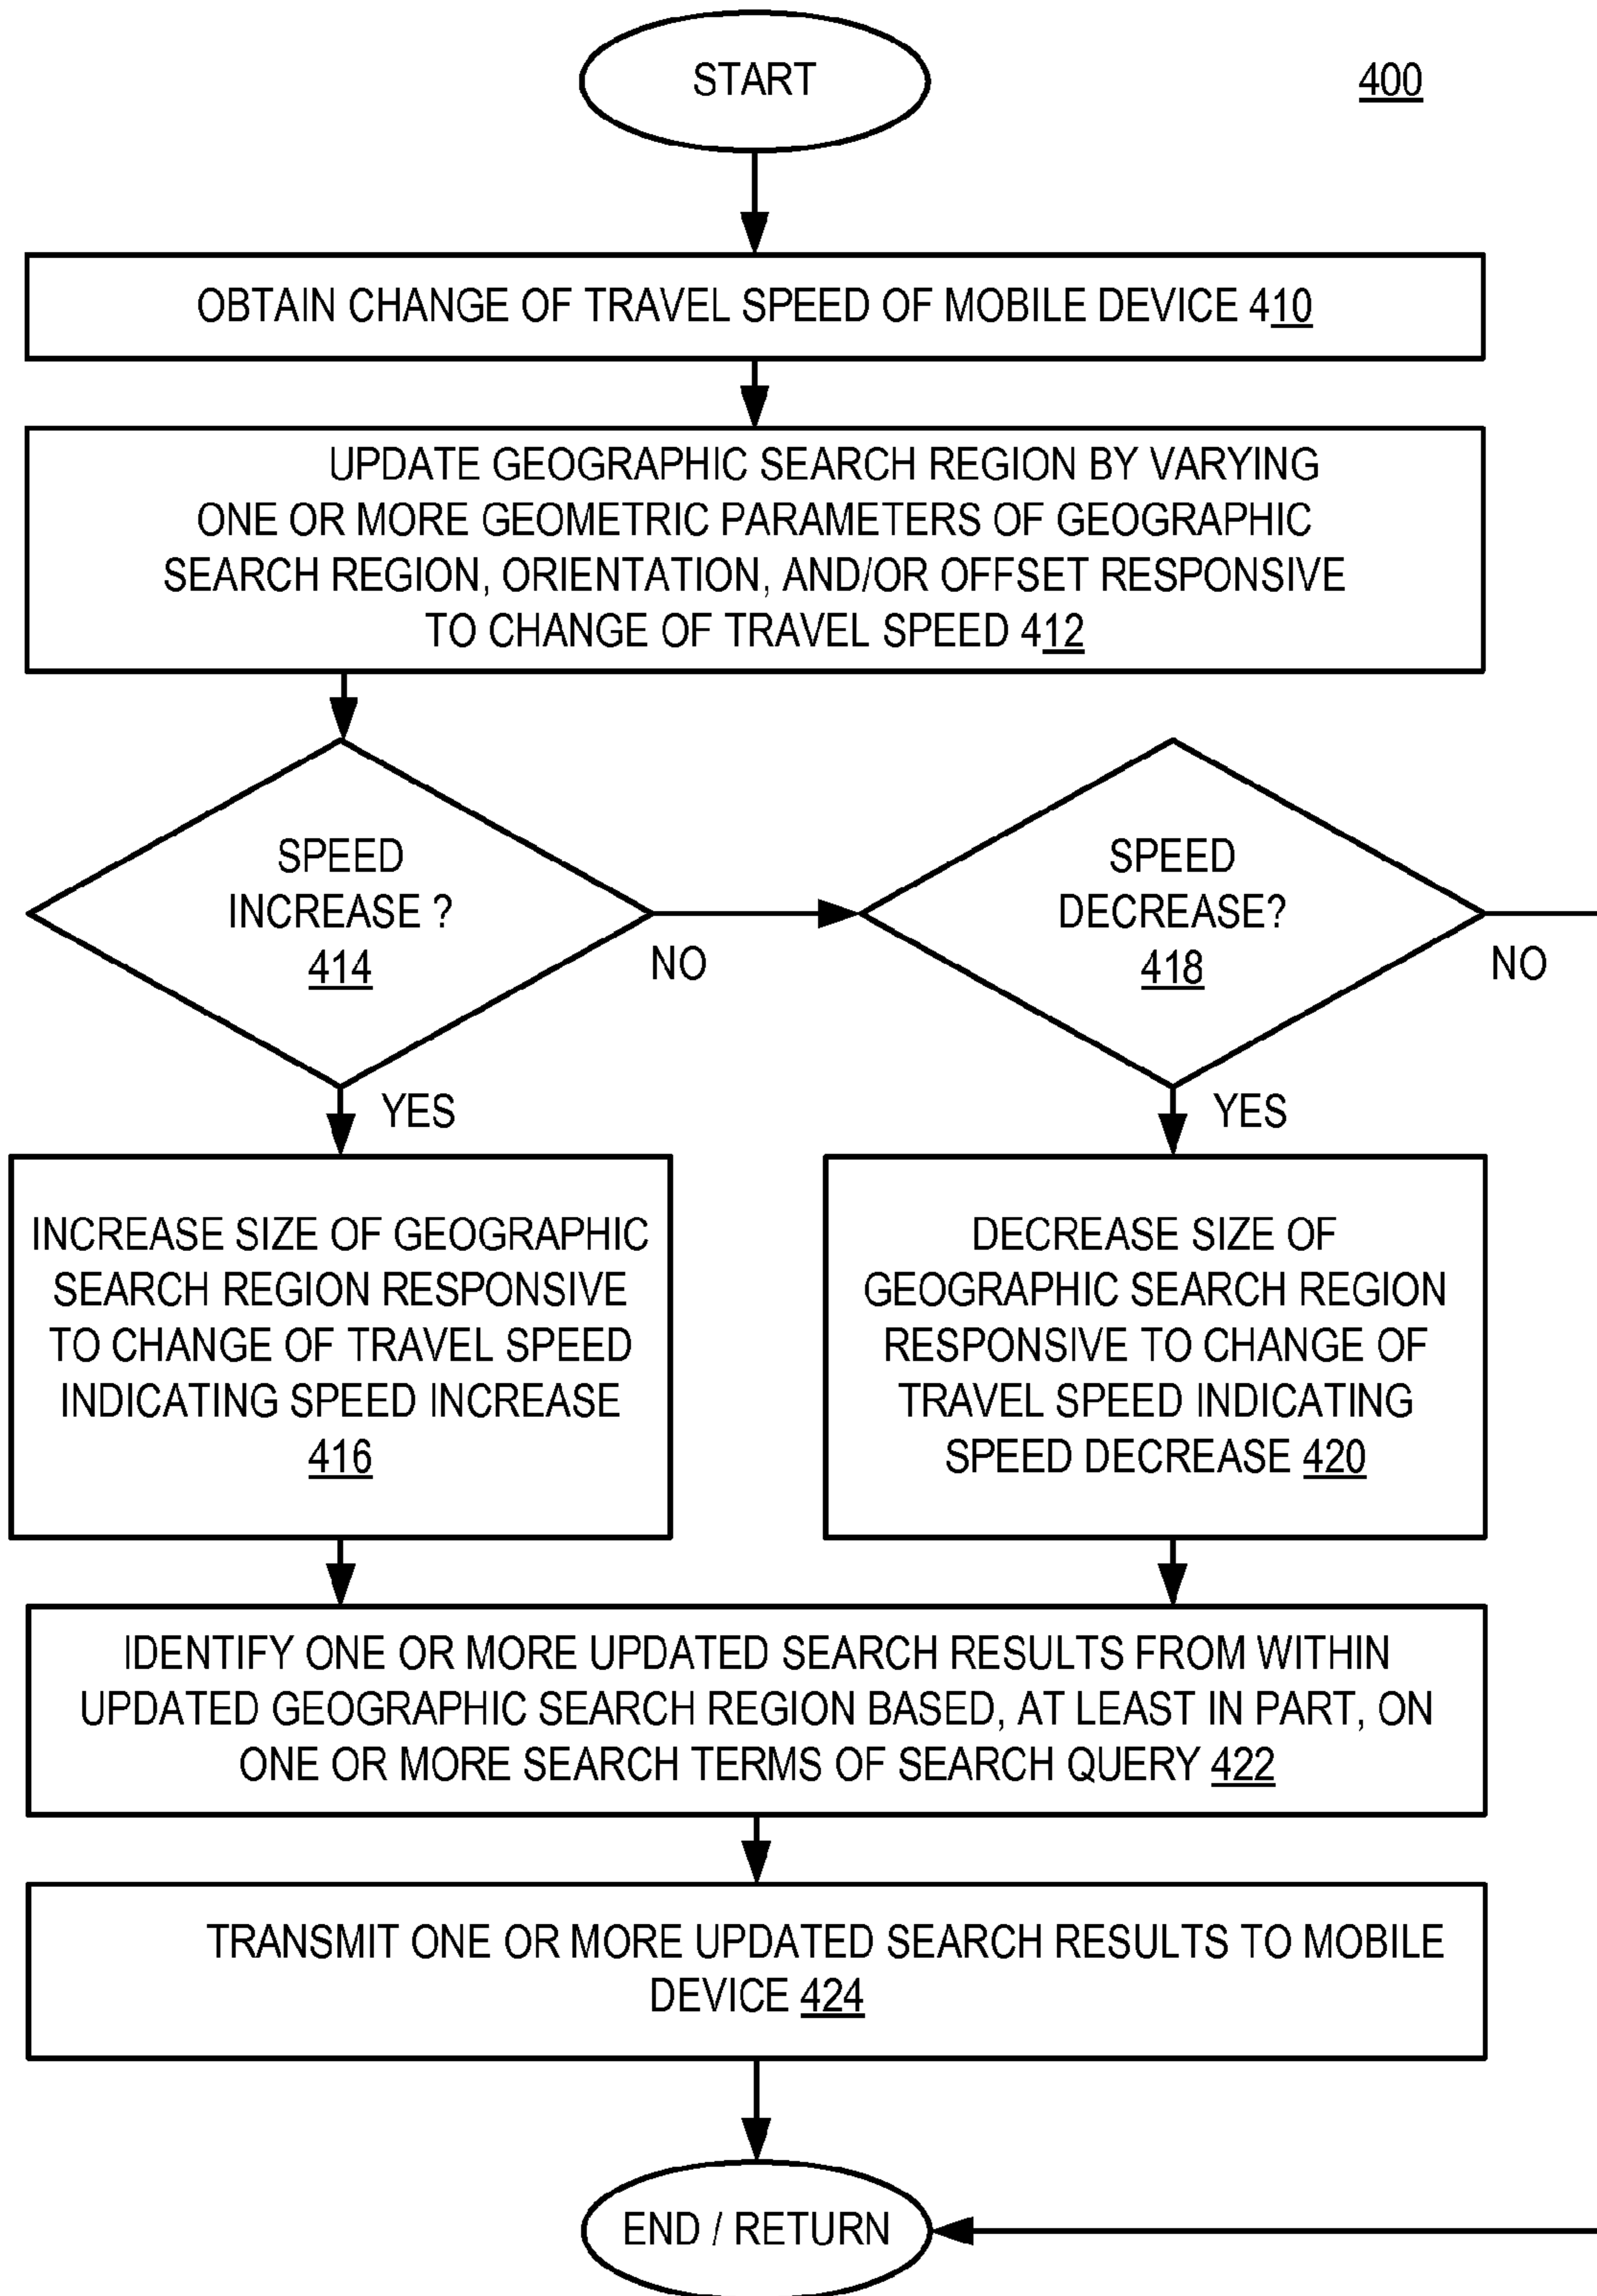 START
400
OBTAIN CHANGE OF TRAVEL SPEED OF MOBILE DEVICE 410
UPDATE GEOGRAPHIC SEARCH REGION BY VARYING
ONE OR MORE GEOMETRIC PARAMETERS OF GEOGRAPHIC
SEARCH REGION, ORIENTATION, AND/OR OFFSET RESPONSIVE
TO CHANGE OF TRAVEL SPEED 412
SPEED
INCREASE ?
414
NO
YES
SPEED
DECREASE?
418
NO
YES
INCREASE SIZE OF GEOGRAPHIC
SEARCH REGION RESPONSIVE
TO CHANGE OF TRAVEL SPEED
INDICATING SPEED INCREASE
416
DECREASE SIZE OF
GEOGRAPHIC SEARCH REGION
RESPONSIVE TO CHANGE OF
TRAVEL SPEED INDICATING
SPEED DECREASE 420
IDENTIFY ONE OR MORE UPDATED SEARCH RESULTS FROM WITHIN
UPDATED GEOGRAPHIC SEARCH REGION BASED, AT LEAST IN PART, ON
ONE OR MORE SEARCH TERMS OF SEARCH QUERY 422
TRANSMIT ONE OR MORE UPDATED SEARCH RESULTS TO MOBILE
DEVICE 424
END / RETURN